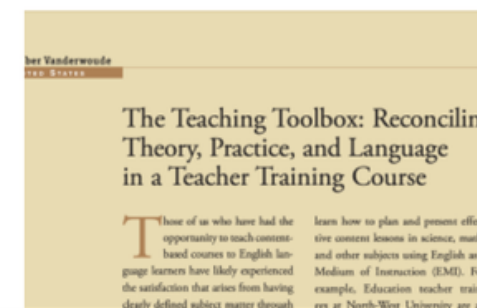 ber Vanderwoude
TED STATES
The Teaching Toolbox: Reconcilin
Theory, Practice, and Language
in a Teacher Training Course
Those of us who have had the
opportunity to teach content-
based courses to English lan-
guage learners have likely experienced
the satisfaction that arises from having
clearly defined subject matter through
learn how to plan and present effe
tive content lessons in science, mat
and other subjects using English as
Medium of Instruction (EMI). F
example, Education teacher trai
ers at North-West University are